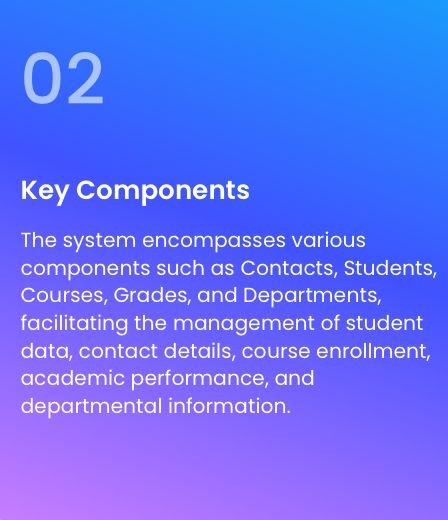 02
Key Components
The system encompasses various
components such as Contacts, Students,
Courses, Grades, and Departments,
facilitating the management of student
data, contact details, course enrollment,
academic performance, and
departmental information.